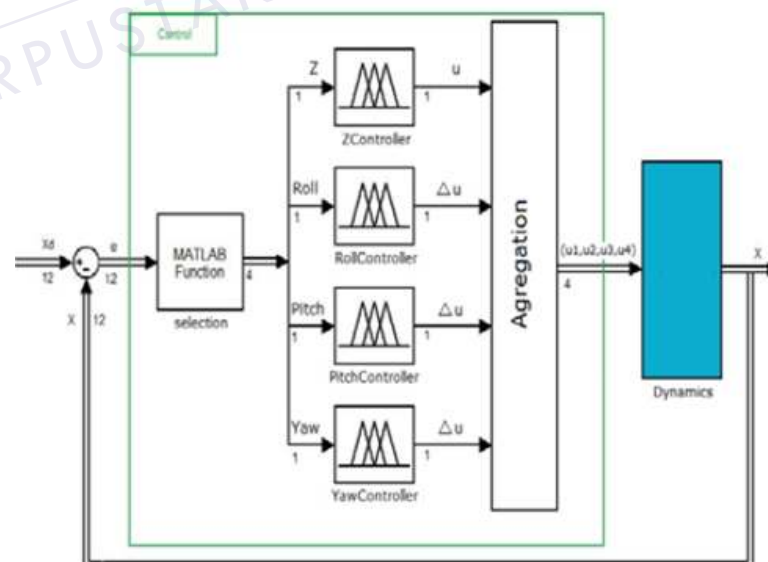 RPUSTA
Control
Z
1
u
1
ZController
Roll
1
Δu
1
RollController
Xd
12
+
-
e
12
MATLAB
Function
4
selection
X
12
Pitch
1
Δu
1
PitchController
Yaw
1
Δu
1
YawController
Agregation
(u1,u2,u3,u4)
4
Dynamics
X